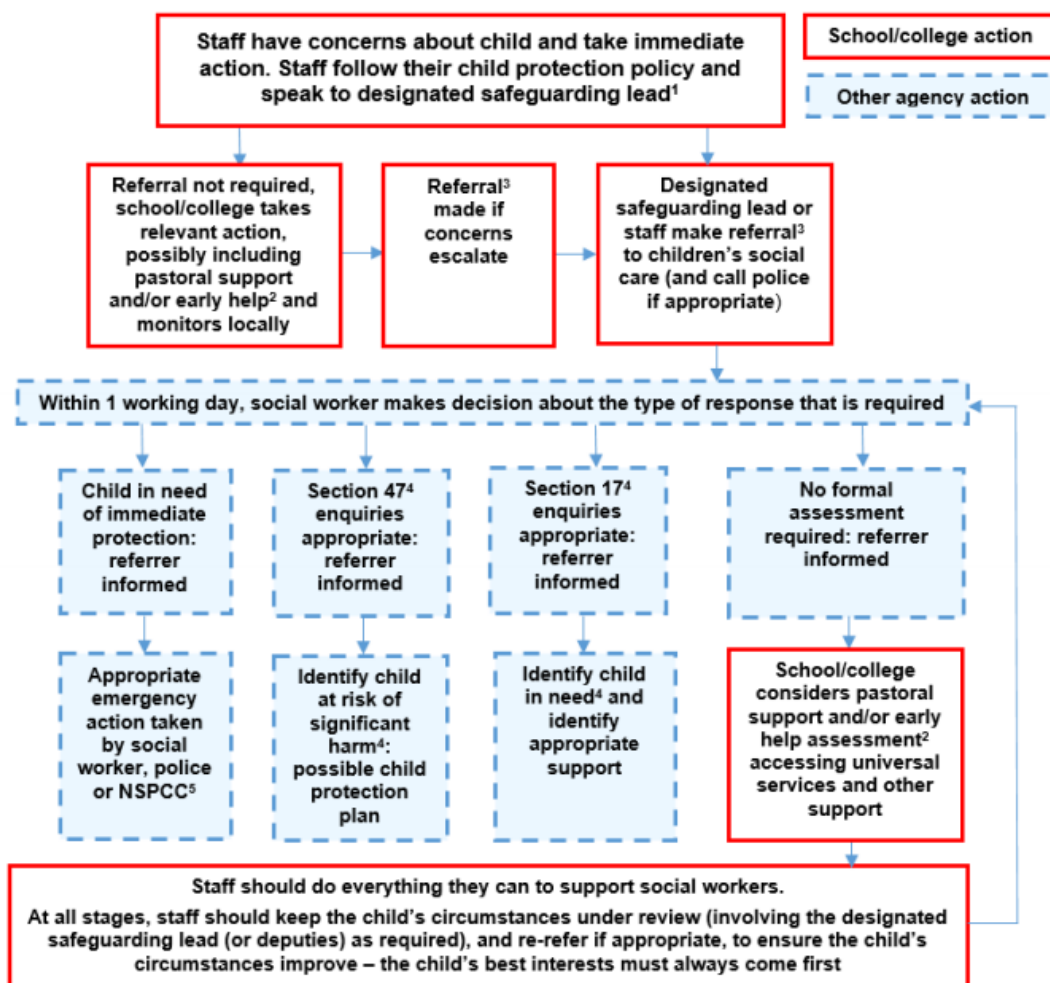 Staff have concerns about child and take immediate
action. Staff follow their child protection policy and
speak to designated safeguarding lead¹
School/college action
Other agency action
Referral not required,
school/college takes
relevant action,
possibly including
pastoral support
and/or early help² and
monitors locally
Referral³
made if
concerns
escalate
Designated
safeguarding lead or
staff make referral³
to children's social
care (and call police
if appropriate)
Within 1 working day, social worker makes decision about the type of response that is required
Child in need
of immediate
protection:
referrer
informed
Section 47⁴
enquiries
appropriate:
referrer
informed
Section 17⁴
enquiries
appropriate:
referrer
informed
No formal
assessment
required: referrer
informed
Appropriate
emergency
action taken
by social
worker, police
or NSPCC⁵
Identify child
at risk of
significant
harm⁴:
possible child
protection
plan
Identify child
in need⁴ and
identify
appropriate
support
School/college
considers pastoral
support and/or early
help assessment²
accessing universal
services and other
support
Staff should do everything they can to support social workers.
At all stages, staff should keep the child's circumstances under review (involving the designated
safeguarding lead (or deputies) as required), and re-refer if appropriate, to ensure the child's
circumstances improve – the child's best interests must always come first